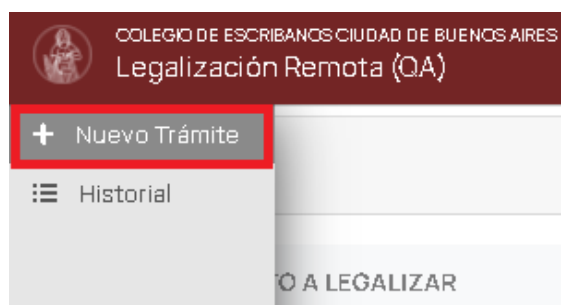 COLEGIO DE ESCRIBANOS CIUDAD DE BUENOS AIRES
Legalización Remota (QA)
+ Nuevo Trámite
Historial
O A LEGALIZAR